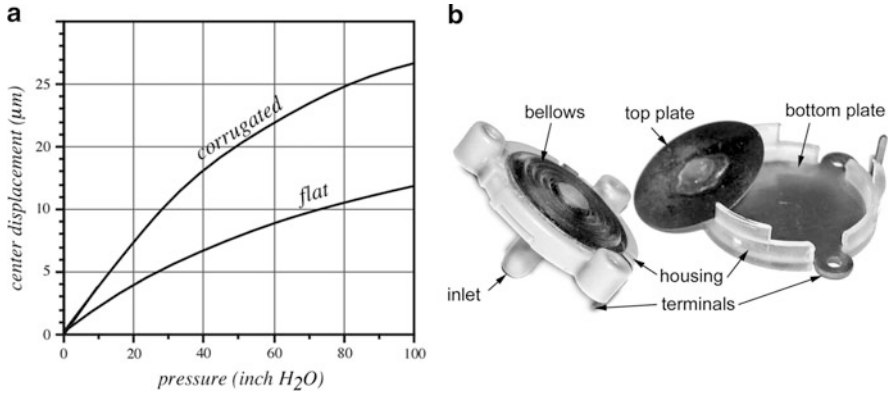 a
corrugated
flat
25
20
10
5
0
center displacement (μm)
0 20 40 60 80 100
pressure (inch H2O)
b
bellows
top plate
bottom plate
inlet
housing
terminals